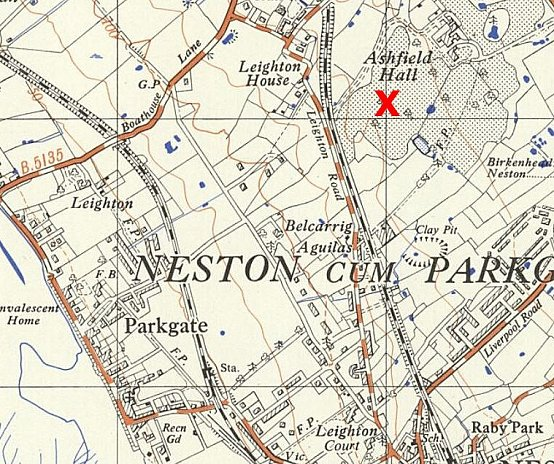 Lane
Leighton
House
Ashfield
Hall
X
G.P
Boathouse
Leighton Road
F.P.
B.5135
Birkenhead
Neston
Leighton
F.P
Belcarrig
Aguilas
Clay Pit
F.B
NESTON CUM PARKG
nvalescent
Home
Parkgate
F.P
Liverpool Road
Sta.
Recn
Gd
F.P
Leighton
Court
Vic.
Sch
Raby Park